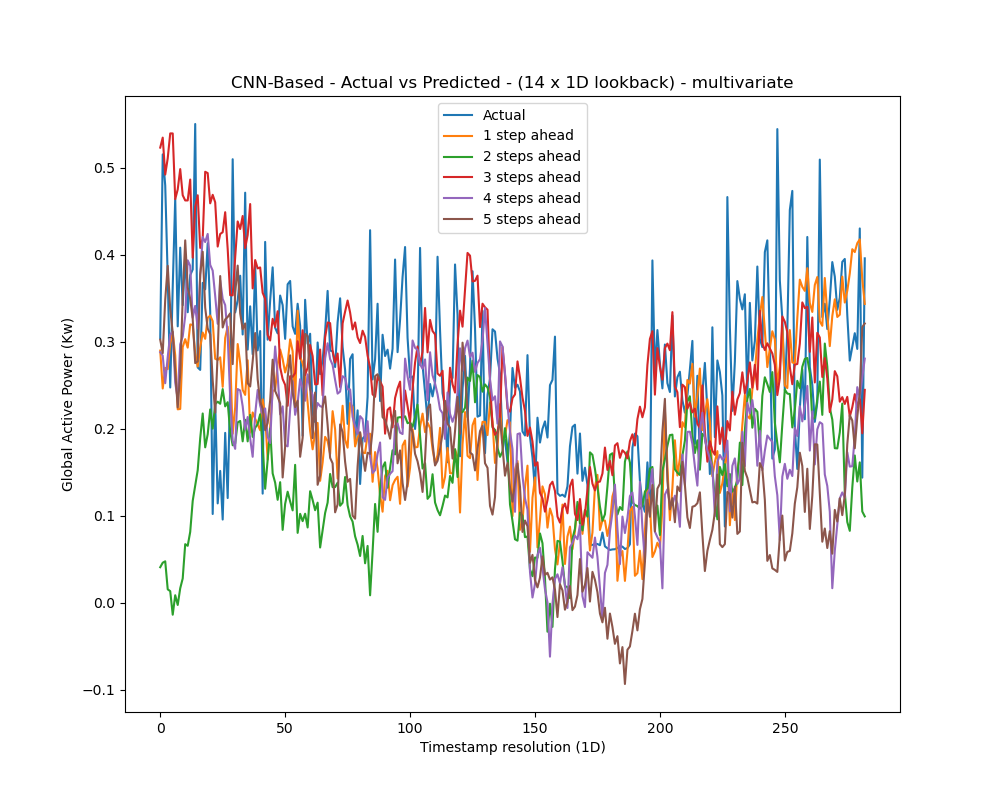 CNN-Based - Actual vs Predicted - (14 x 1D lookback) - multivariate
Actual
1 step ahead
2 steps ahead
3 steps ahead
4 steps ahead
5 steps ahead
Global Active Power (Kw)
0.5
0.4
0.3
0.2
0.1
0.0
−0.1
0 50 100 150 200 250
Timestamp resolution (1D)